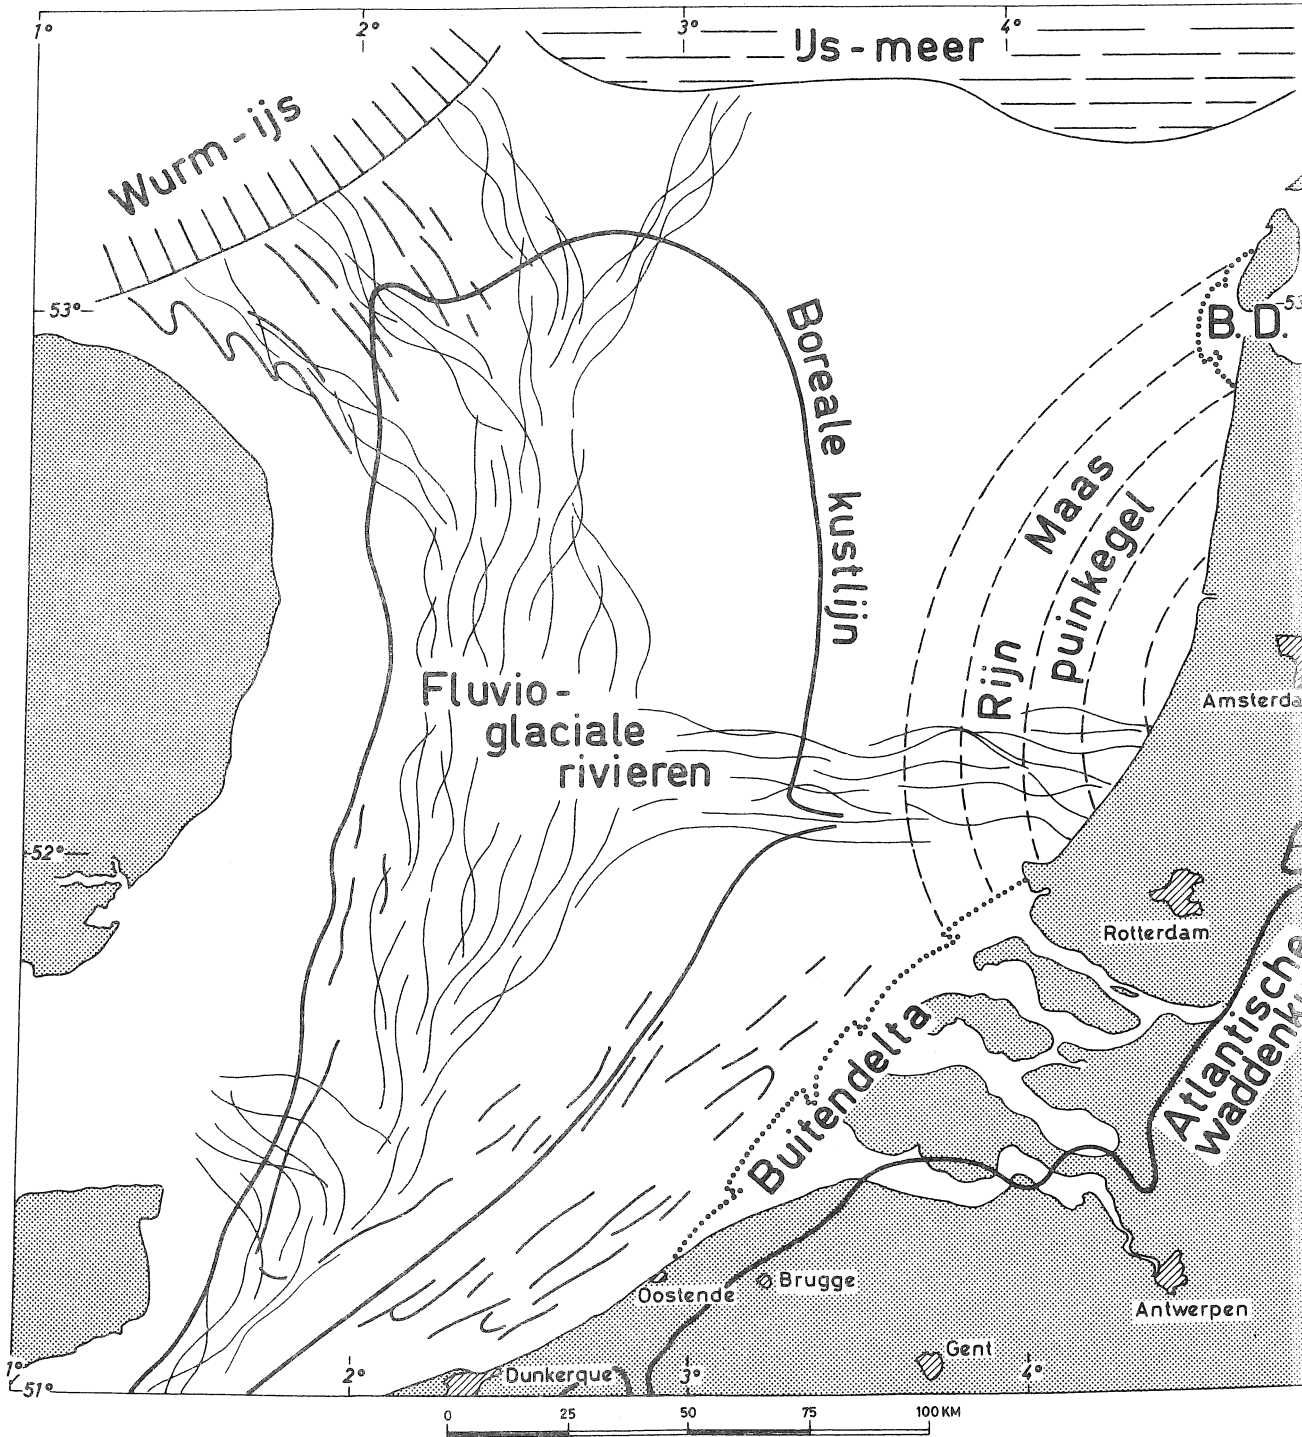 1° 2° 3° 4°
IJs-meer
Wurm-ijs
53° 53
B.D.
Boreale kustlijn
Rijn Maas
puinkegel
Fluvio-
glaciale
rivieren
Amsterda
52°
Rotterdam
Atlantische
waddenku
Buitendelta
Oostende
Brugge
Antwerpen
Gent
Dunkerque
1° 2° 3° 4°
51°
0 25 50 75 100 KM